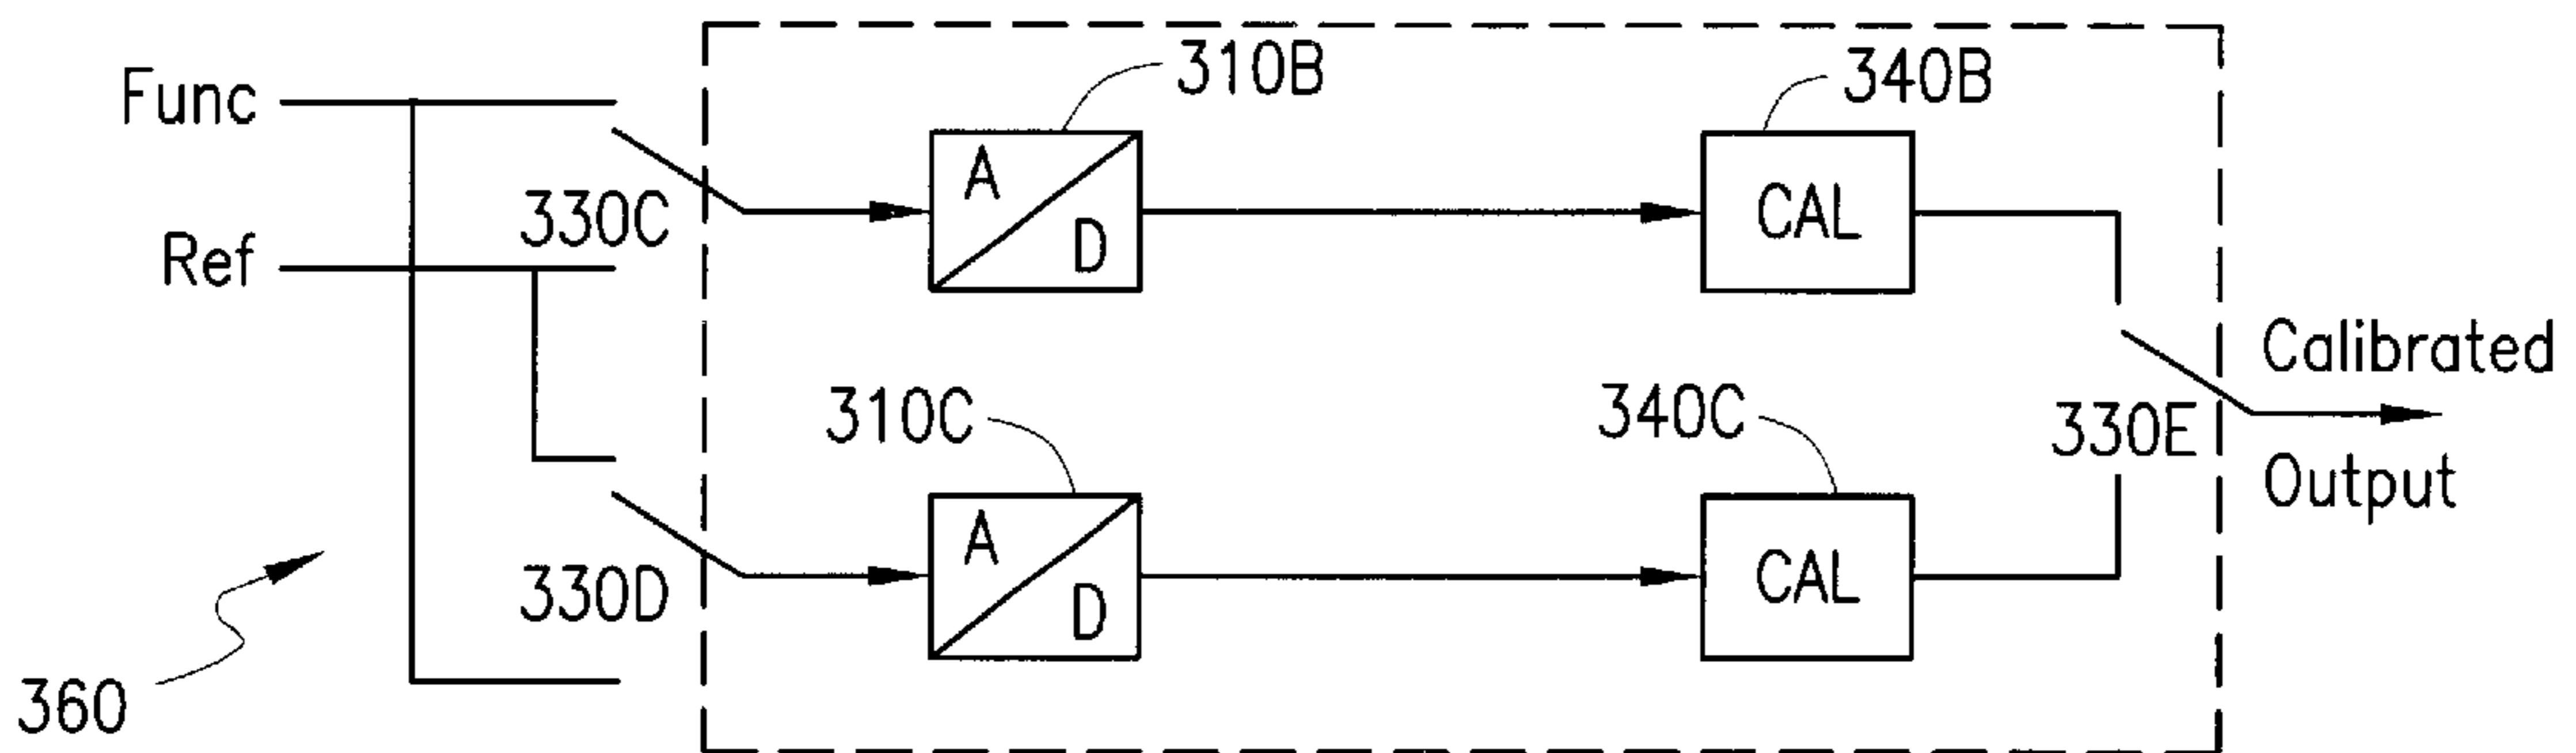 Func
Ref
330C
310B
340B
A
D
CAL
310C
340C
330E
Calibrated
Output
330D
A
D
CAL
360